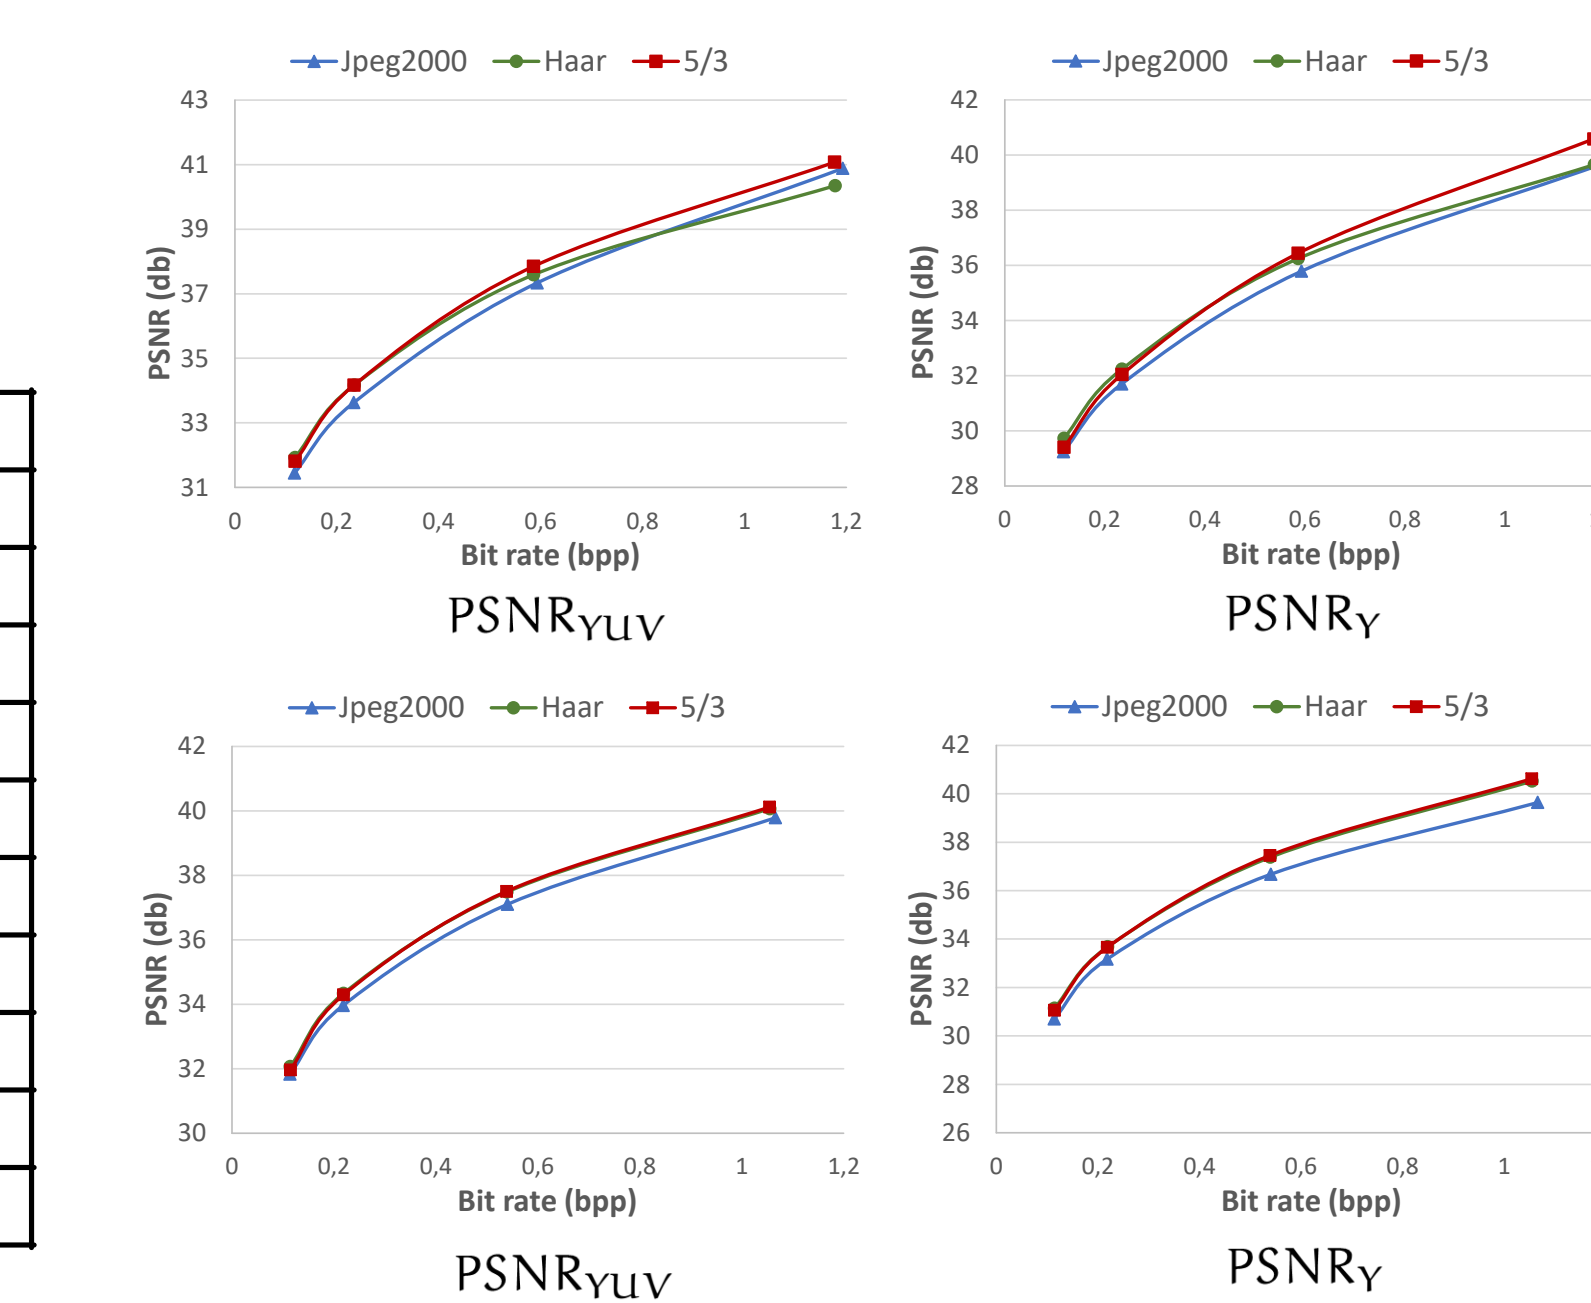 Jpeg2000 Haar 5/3
43
41
39
37
35
33
31
PSNR (db)
0 0,2 0,4 0,6 0,8 1 1,2
Bit rate (bpp)
PSNRYUV
Jpeg2000 Haar 5/3
42
40
38
36
34
32
30
28
PSNR (db)
0 0,2 0,4 0,6 0,8 1
Bit rate (bpp)
PSNRY
Jpeg2000 Haar 5/3
42
40
38
36
34
32
30
PSNR (db)
0 0,2 0,4 0,6 0,8 1 1,2
Bit rate (bpp)
PSNRYUV
Jpeg2000 Haar 5/3
42
40
38
36
34
32
30
28
26
PSNR (db)
0 0,2 0,4 0,6 0,8 1
Bit rate (bpp)
PSNRY